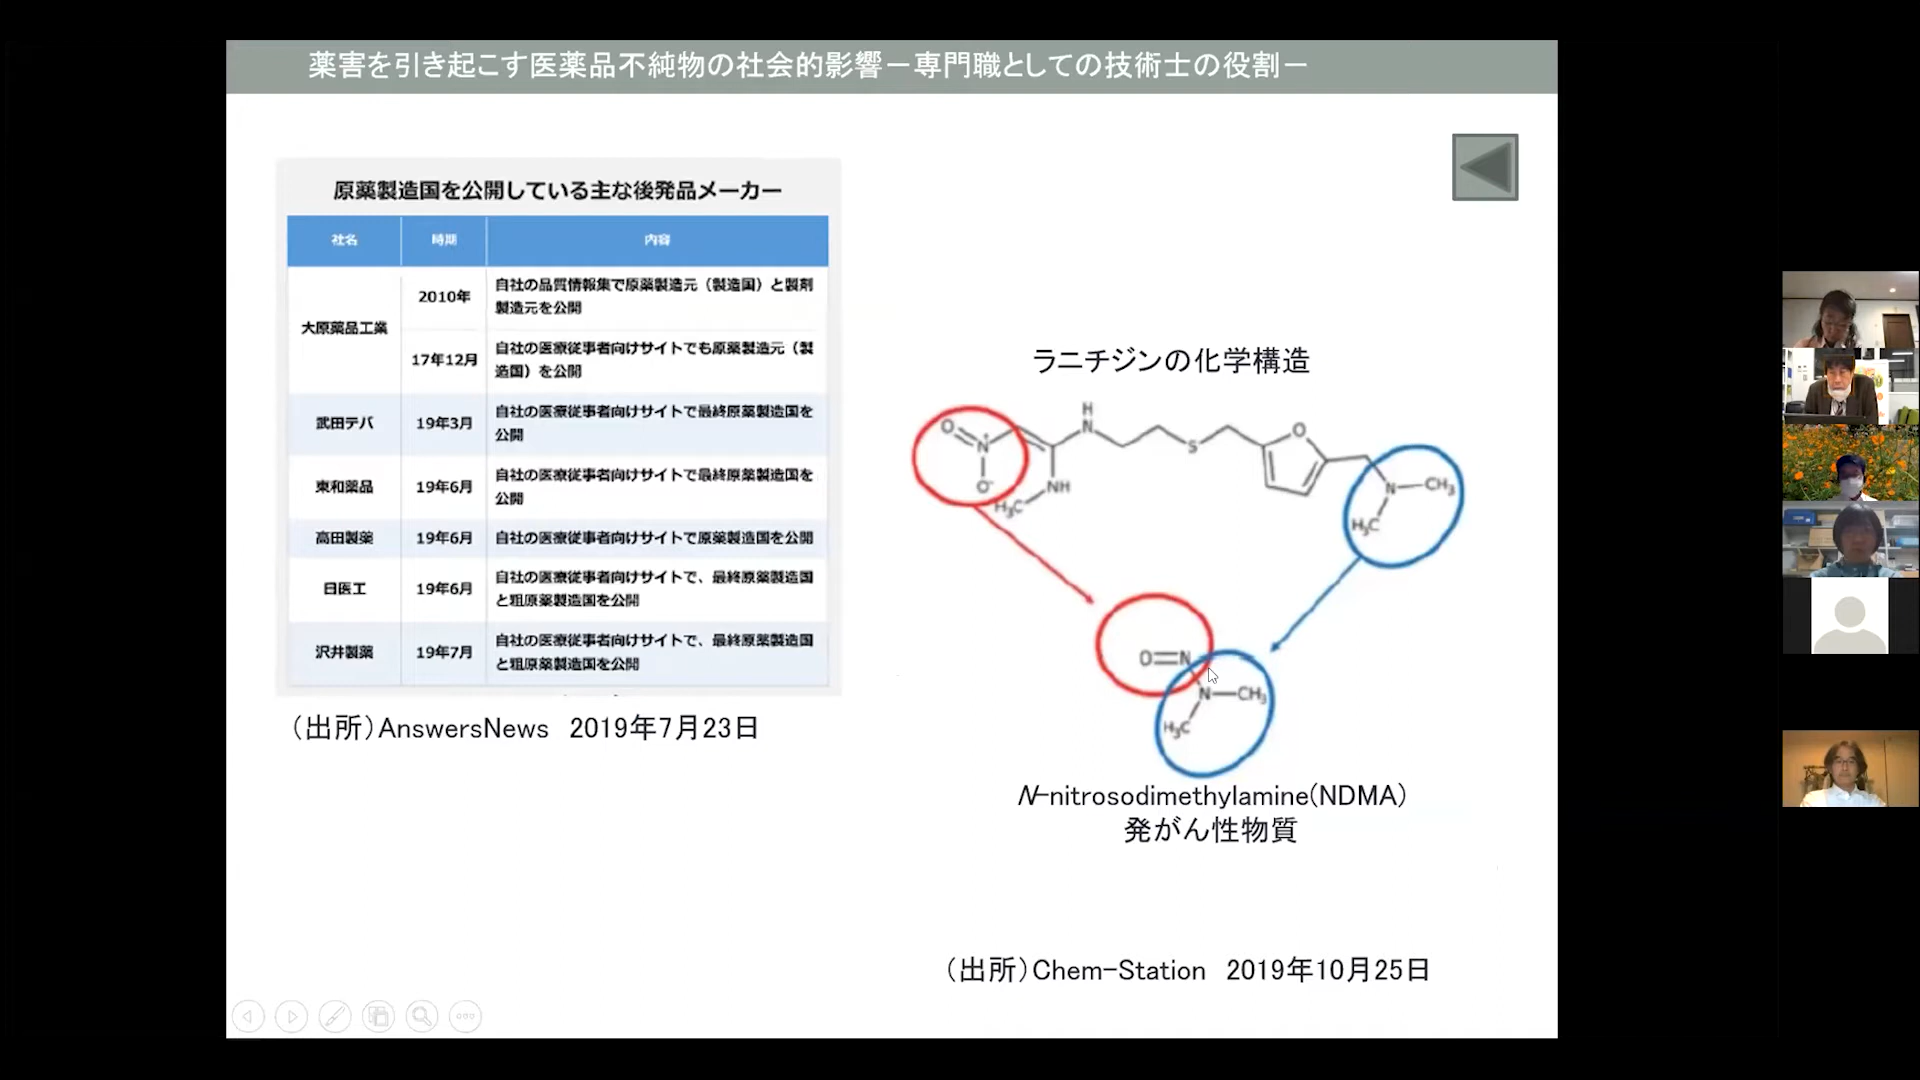 薬害を引き起こす医薬品不純物の社会的影響－専門職としての技術士の役割－
原薬製造国を公開している主な後発品メーカー
社名 時期 内容
大原薬品工業
2010年
自社の品質情報集で原薬製造元（製造国）と製剤
製造元を公開
17年12月
自社の医療従事者向けサイトでも原薬製造元（製
造国）を公開
武田テバ
19年3月
自社の医療従事者向けサイトで最終原薬製造国を
公開
東和薬品
19年6月
自社の医療従事者向けサイトで最終原薬製造国を
公開
高田製薬
19年6月
自社の医療従事者向けサイトで原薬製造国を公開
日医工
19年6月
自社の医療従事者向けサイトで、最終原薬製造国
と粗原薬製造国を公開
沢井製薬
19年7月
自社の医療従事者向けサイトで、最終原薬製造国
と粗原薬製造国を公開
（出所）AnswersNews 2019年7月23日
ラニチジンの化学構造
O
N+
O-
H
N
NH
H3C
S
O
N
CH3
H3C
O
N
N
CH3
H3C
N-nitrosodimethylamine(NDMA)
発がん性物質
（出所）Chem-Station 2019年10月25日